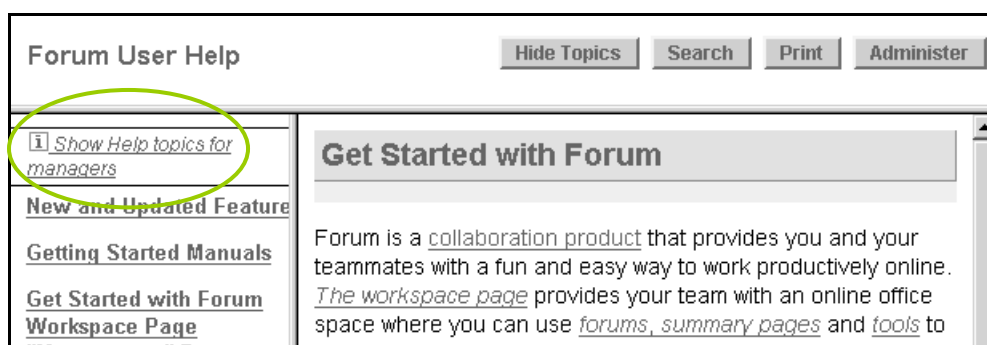 Forum User Help
Hide Topics Search Print Administer
i Show Help topics for
managers
New and Updated Feature
Getting Started Manuals
Get Started with Forum
Workspace Page
Get Started with Forum
Forum is a collaboration product that provides you and your
teammates with a fun and easy way to work productively online.
The workspace page provides your team with an online office
space where you can use forums, summary pages and tools to